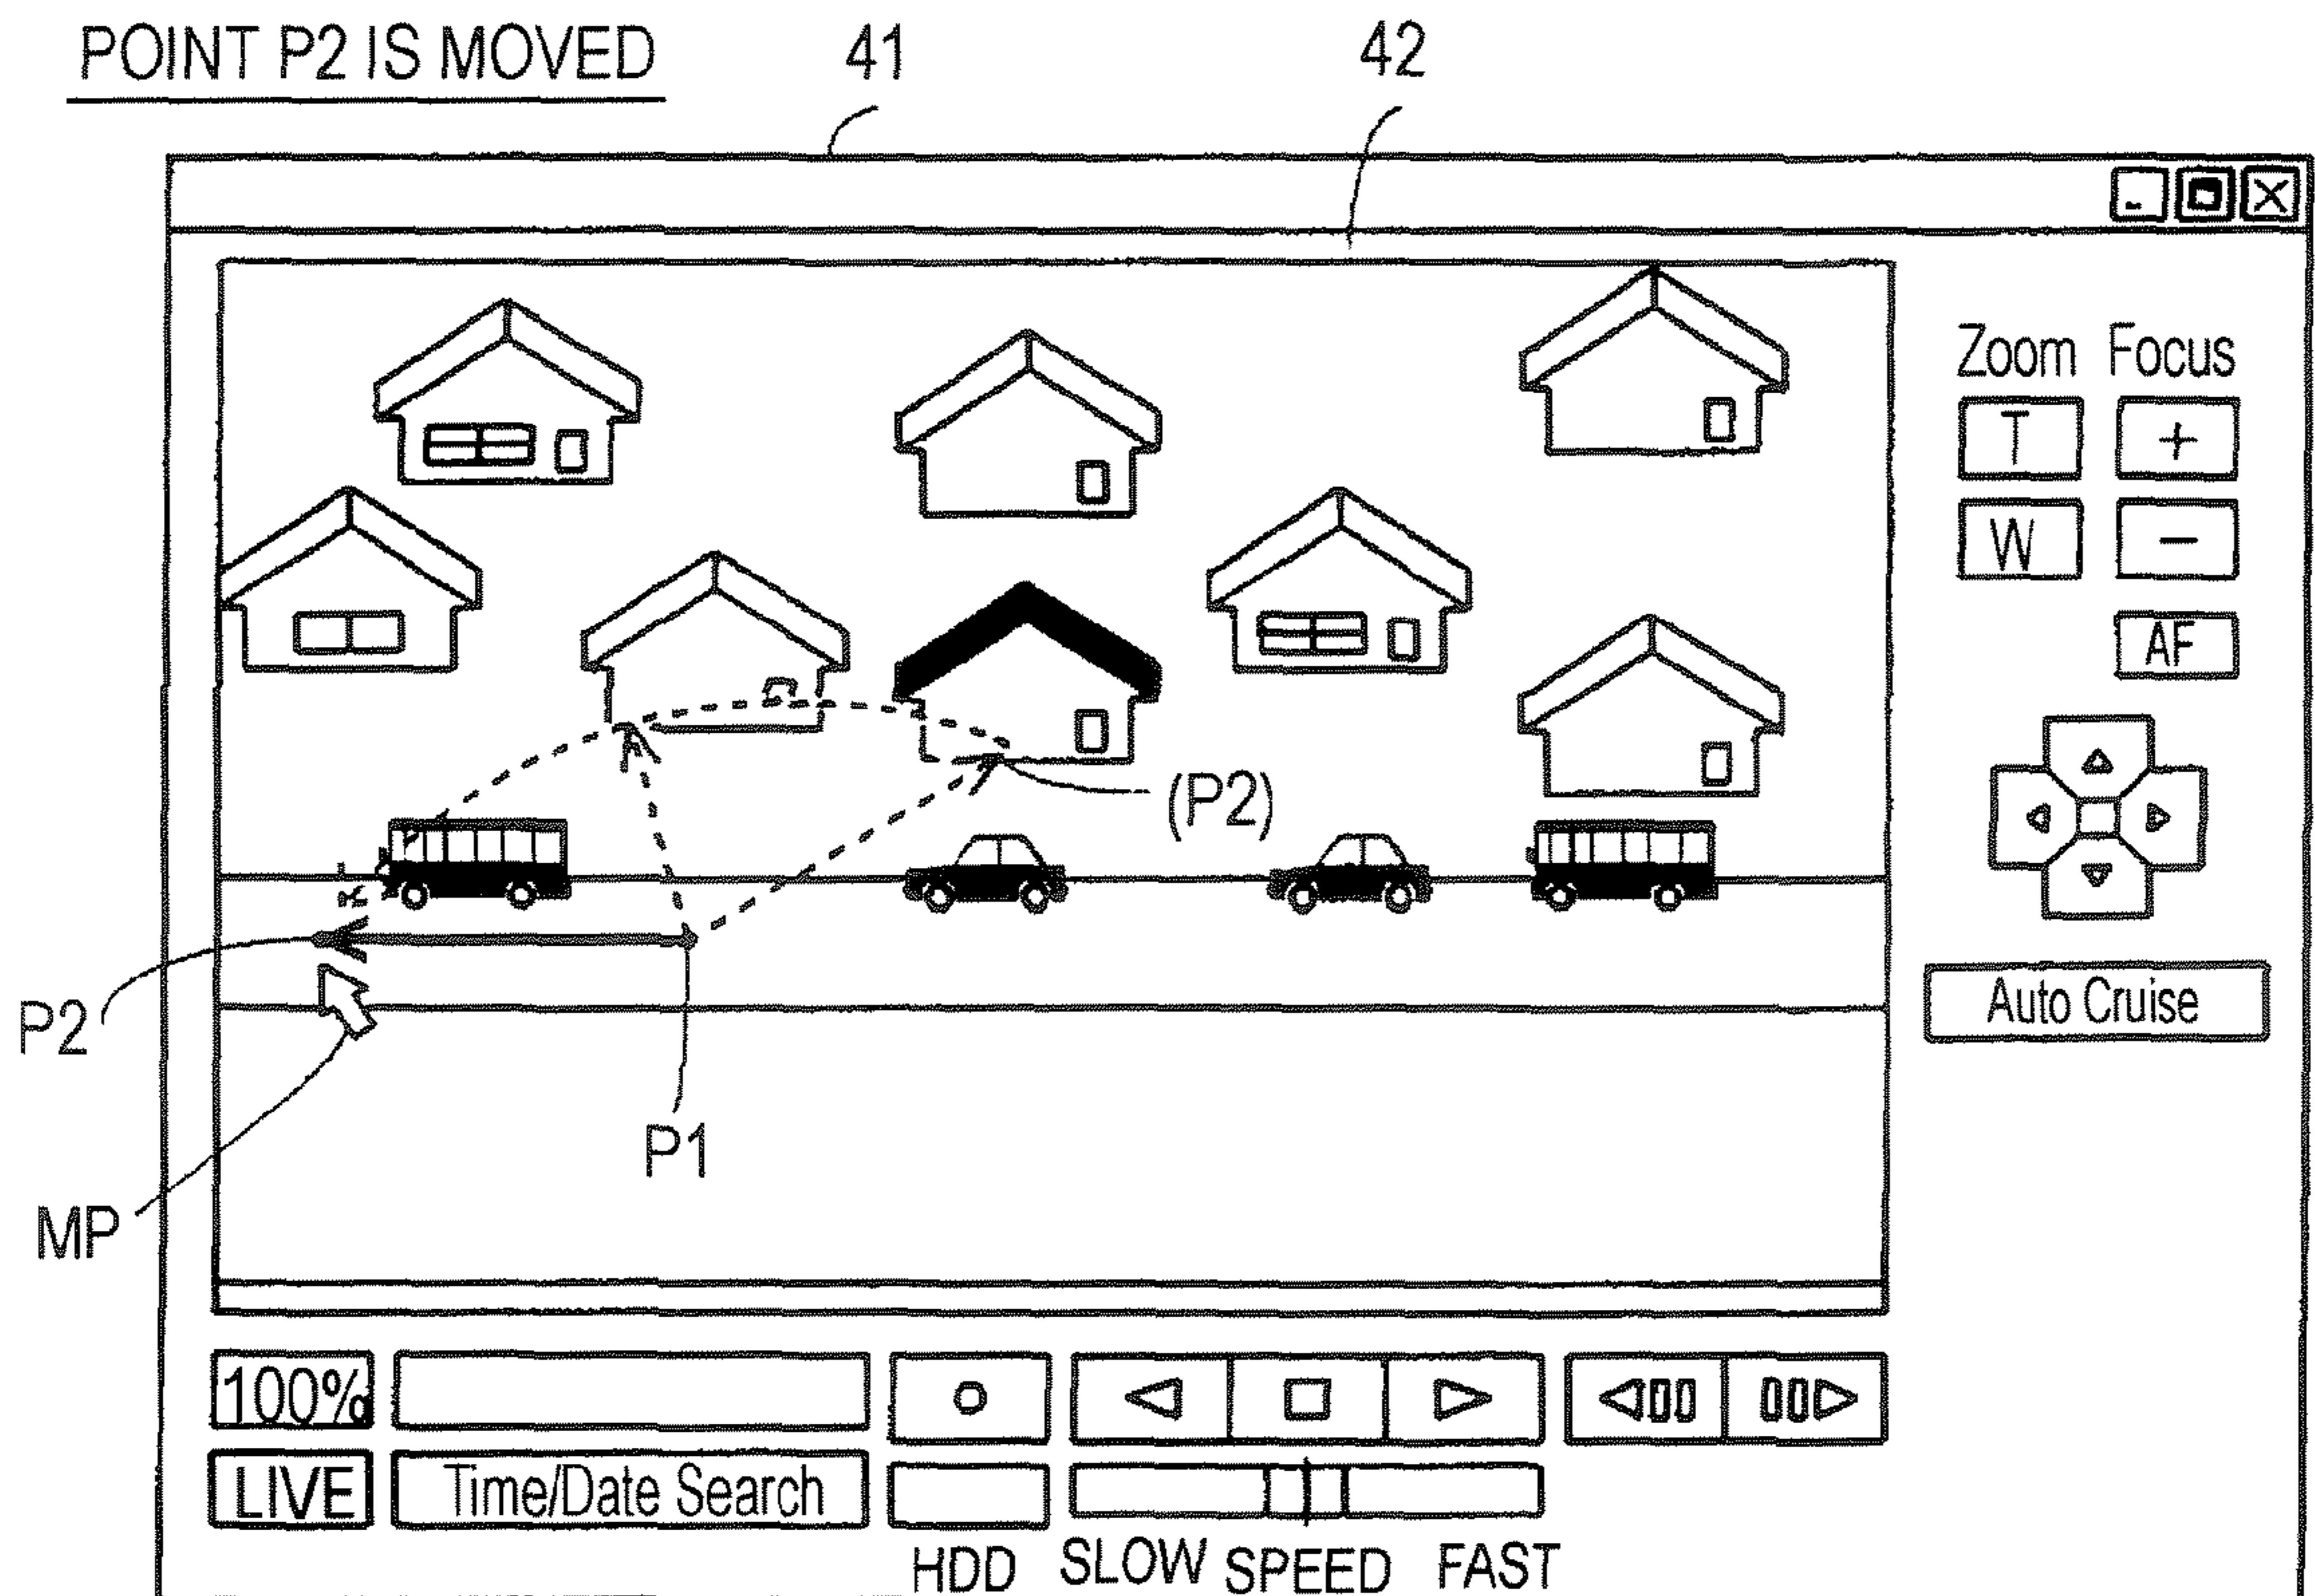 POINT P2 IS MOVED
41
42
Zoom Focus
T +
W −
AF
(P2)
P2
Auto Cruise
P1
MP
100%
LIVE Time/Date Search
HDD SLOW SPEED FAST